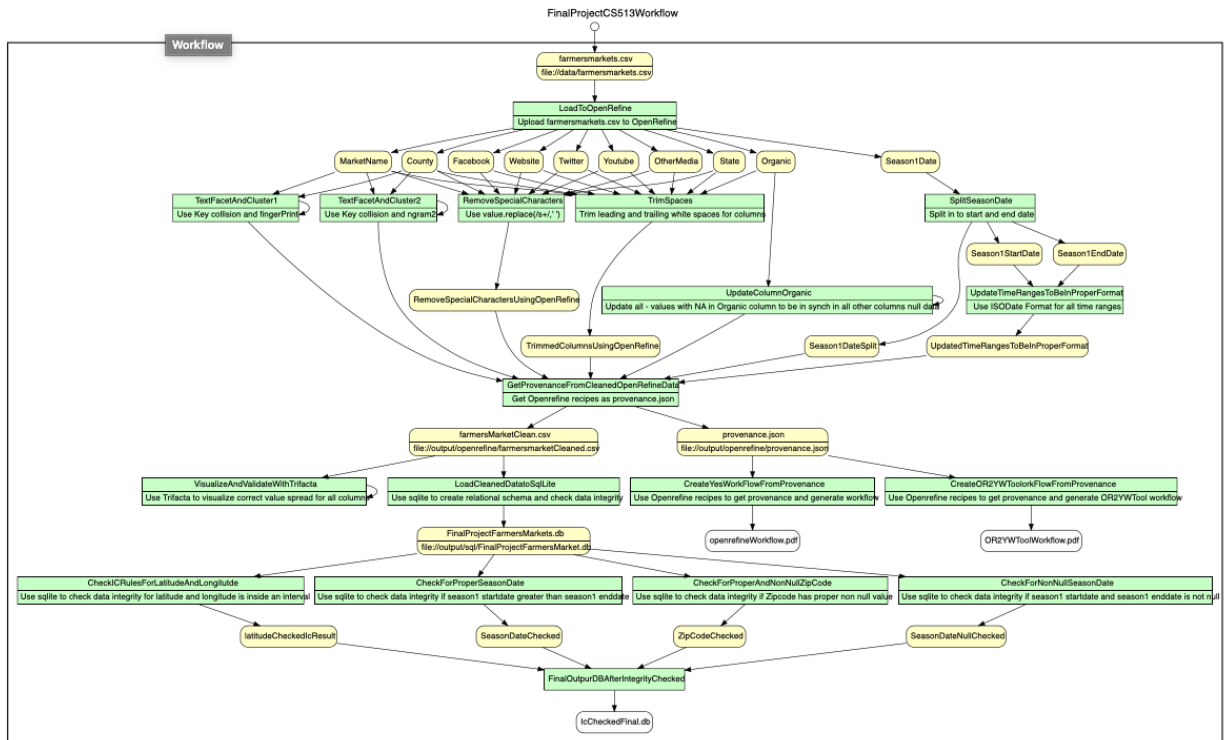 FinalProjectCS513Workflow
Workflow
farmersmarkets.csv
file://data/farmersmarkets.csv
LoadToOpenRefine
Upload farmersmarkets.csv to OpenRefine
MarketName
County
Facebook
Website
Twitter
Youtube
OtherMedia
State
Organic
Season1Date
TextFacetAndCluster1
Use Key collision and fingerPrint
TextFacetAndCluster2
Use Key collision and ngram2
RemoveSpecialCharacters
Use value.replace(/s+/,' ')
TrimSpaces
Trim leading and trailing white spaces for columns
SplitSeasonDate
Split in to start and end date
Season1StartDate
Season1EndDate
RemoveSpecialCharactersUsingOpenRefine
UpdateColumnOrganic
Update all - values with NA in Organic column to be in synch in all other columns null data
UpdateTimeRangesToBeInProperFormat
Use ISODate Format for all time ranges
TrimmedColumnsUsingOpenRefine
Season1DateSplit
UpdatedTimeRangesToBeInProperFormat
GetProvenanceFromCleanedOpenRefineData
Get Openrefine recipes as provenance.json
farmersMarketClean.csv
file://output/openrefine/farmersmarketCleaned.csv
provenance.json
file://output/openrefine/provenance.json
VisualizeAndValidateWithTrifacta
Use Trifacta to visualize correct value spread for all columns
LoadCleanedDatatoSqlLite
Use sqlite to create relational schema and check data integrity
CreateYesWorkFlowFromProvenance
Use Openrefine recipes to get provenance and generate workflow
CreateOR2YWToolorkFlowFromProvenance
Use Openrefine recipes to get provenance and generate OR2YWTool workflow
FinalProjectFarmersMarkets.db
file://output/sql/FinalProjectFarmersMarket.db
openrefineWorkflow.pdf
OR2YWToolWorkflow.pdf
CheckICRulesForLatitudeAndLongitutde
Use sqlite to check data integrity for latitude and longitude is inside an interval
CheckForProperSeasonDate
Use sqlite to check data integrity if season1 startdate greater than season1 enddate
CheckForProperAndNonNullZipCode
Use sqlite to check data integrity if Zipcode has proper non null value
CheckForNonNullSeasonDate
Use sqlite to check data integrity if season1 startdate and season1 enddate is not null
latitudeCheckedIcResult
SeasonDateChecked
ZipCodeChecked
SeasonDateNullChecked
FinalOutpurDBAfterIntegrityChecked
IcCheckedFinal.db